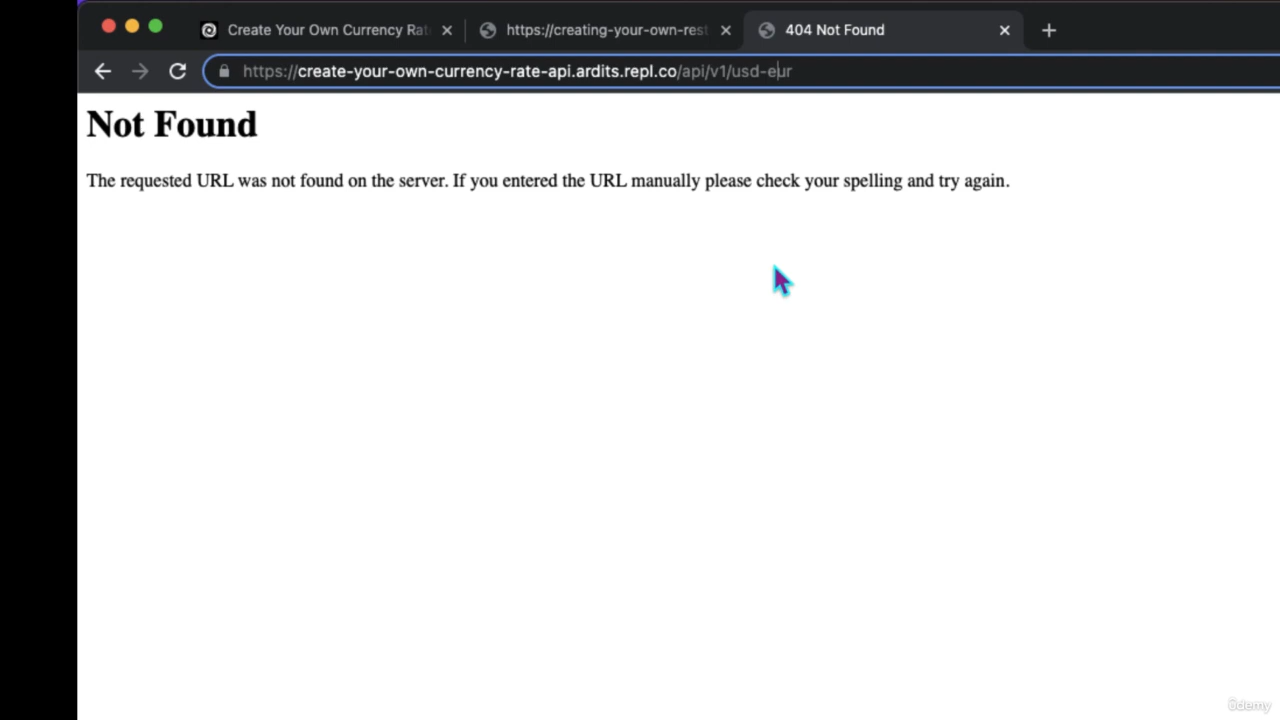 Create Your Own Currency Rat
https://creating-your-own-rest
404 Not Found
https://create-your-own-currency-rate-api.ardits.repl.co/api/v1/usd-eur
Not Found
The requested URL was not found on the server. If you entered the URL manually please check your spelling and try again.
ûdemy